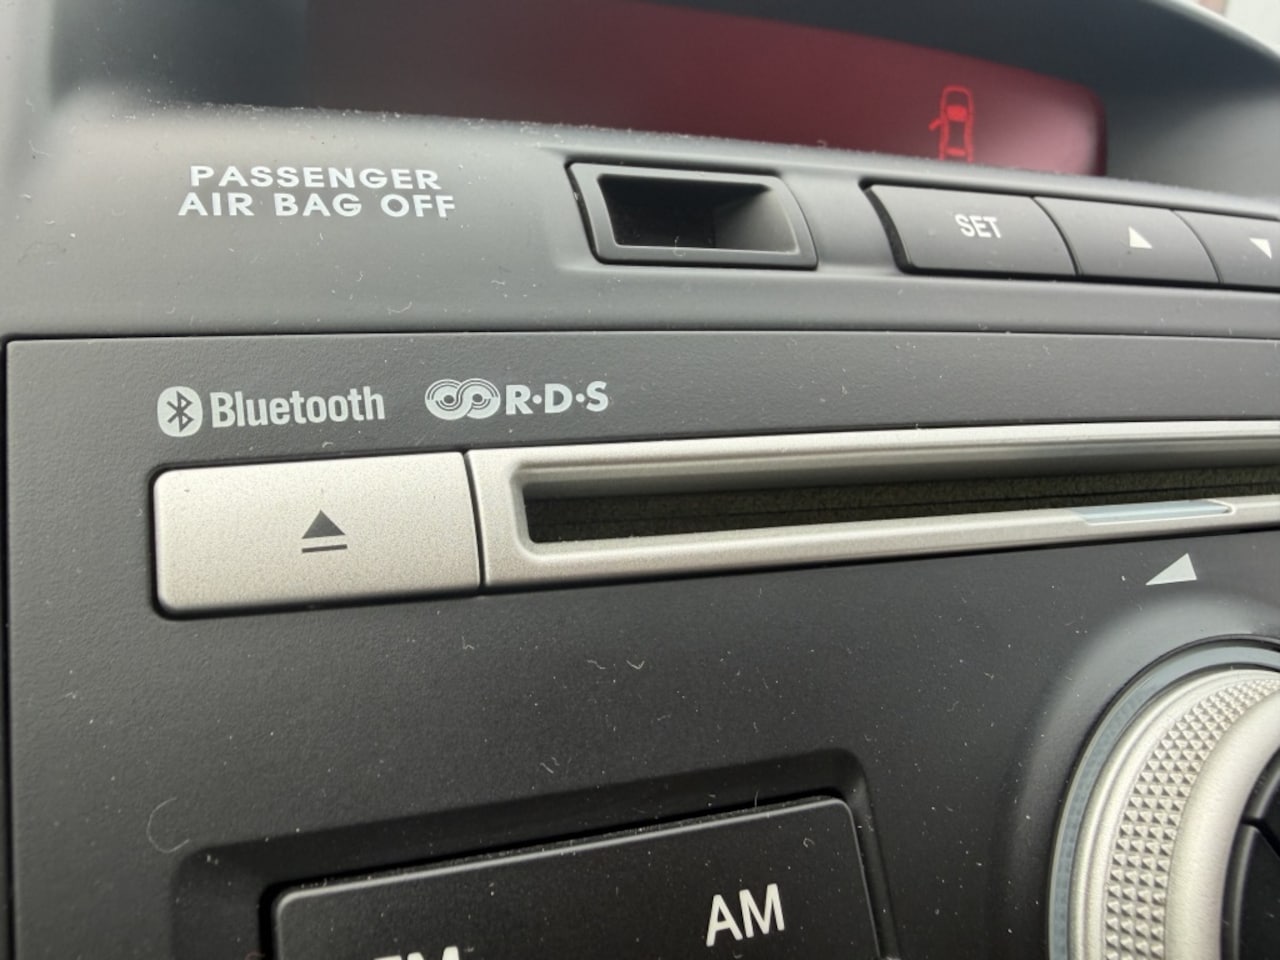 PASSENGER
AIR BAG OFF
SET
Bluetooth R·D·S
AM